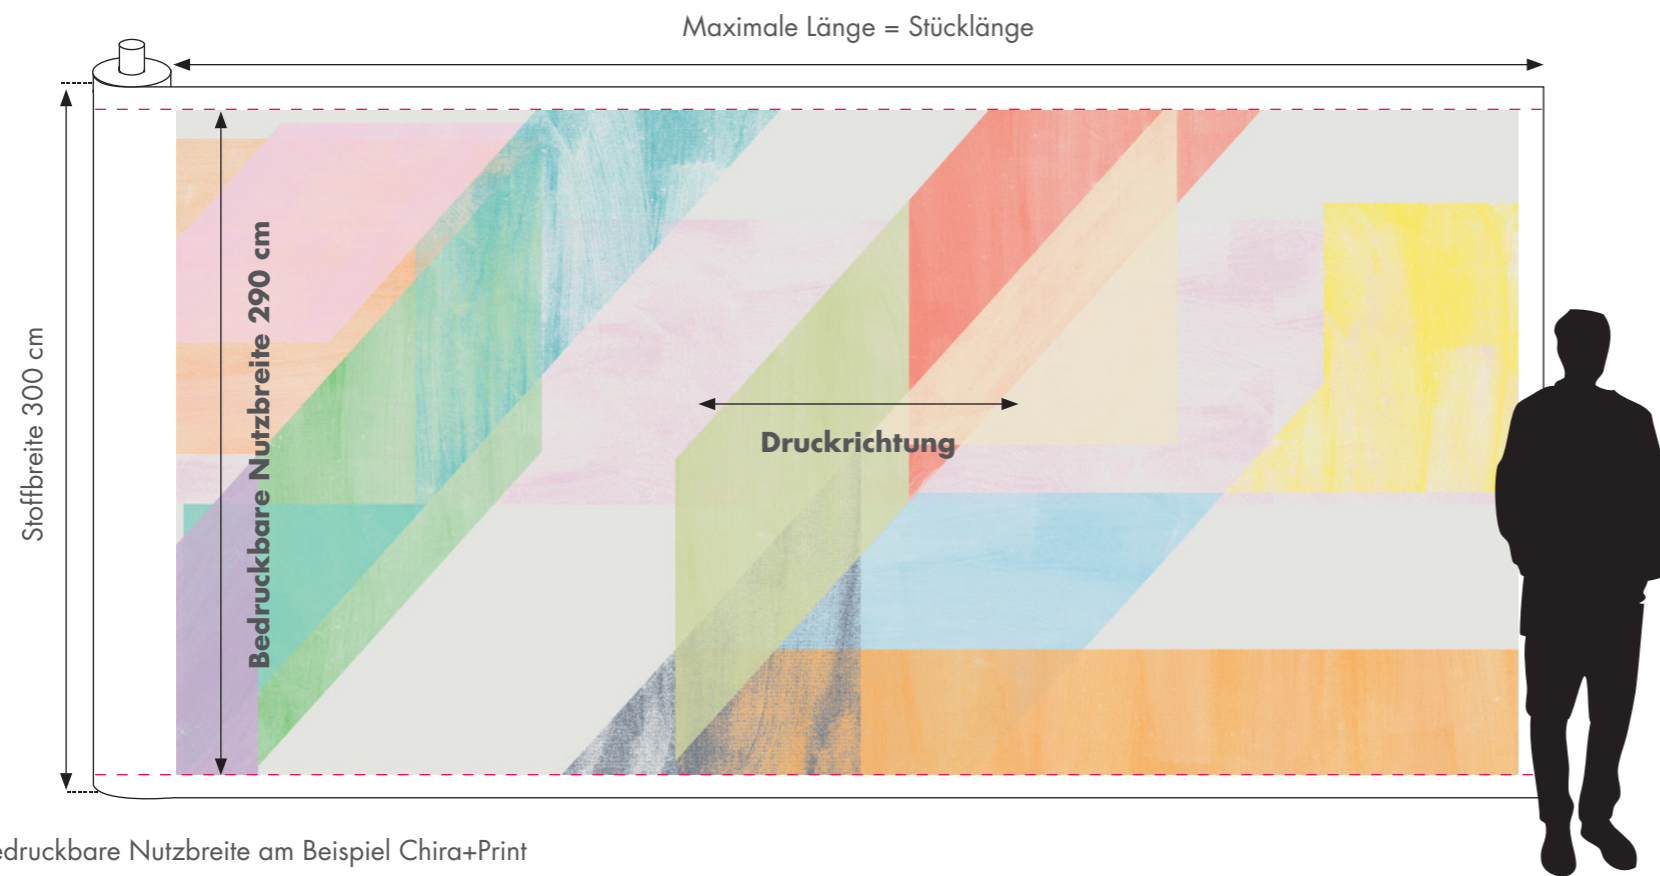 Maximale Länge = Stücklänge
Stoffbreite 300 cm
Bedruckbare Nutzbreite 290 cm
Druckrichtung
edruckbare Nutzbreite am Beispiel Chira+Print